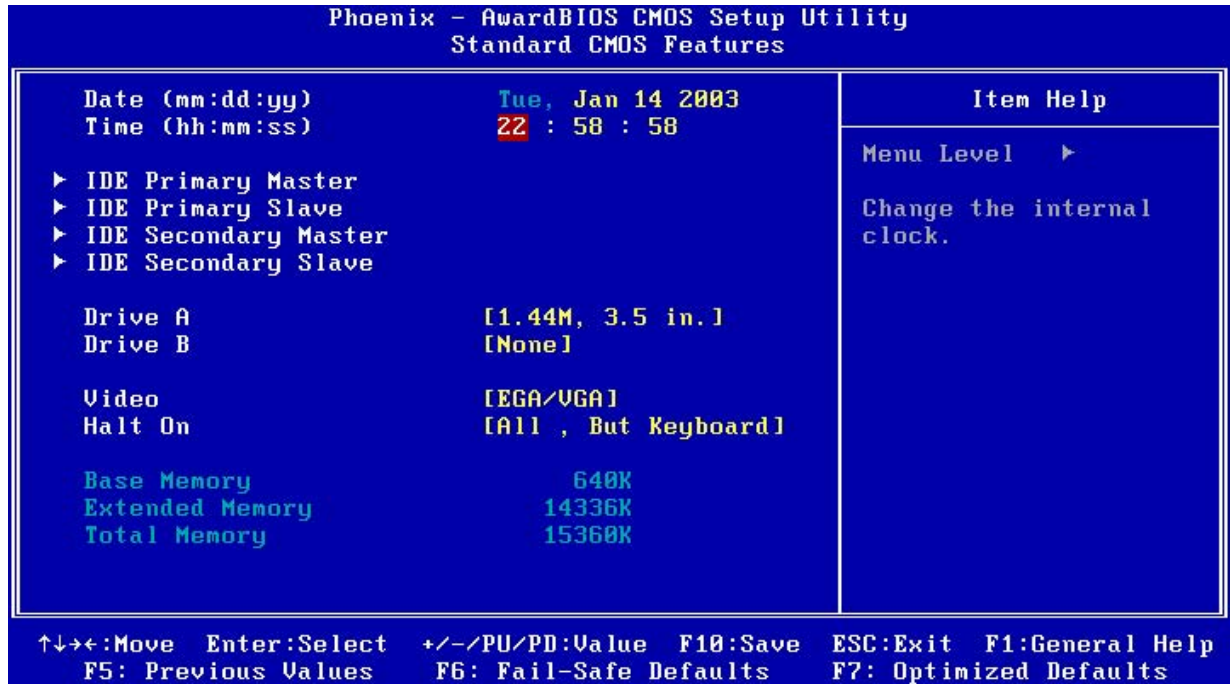 Phoenix - AwardBIOS CMOS Setup Utility
Standard CMOS Features
Date (mm:dd:yy) Tue, Jan 14 2003
Time (hh:mm:ss) 22 : 58 : 58
► IDE Primary Master
► IDE Primary Slave
► IDE Secondary Master
► IDE Secondary Slave
Drive A [1.44M, 3.5 in.]
Drive B [None]
Video [EGA/VGA]
Halt On [All , But Keyboard]
Base Memory 640K
Extended Memory 14336K
Total Memory 15360K
Item Help
Menu Level ►
Change the internal
clock.
↑↓→←:Move Enter:Select +/-/PU/PD:Value F10:Save ESC:Exit F1:General Help
F5: Previous Values F6: Fail-Safe Defaults F7: Optimized Defaults